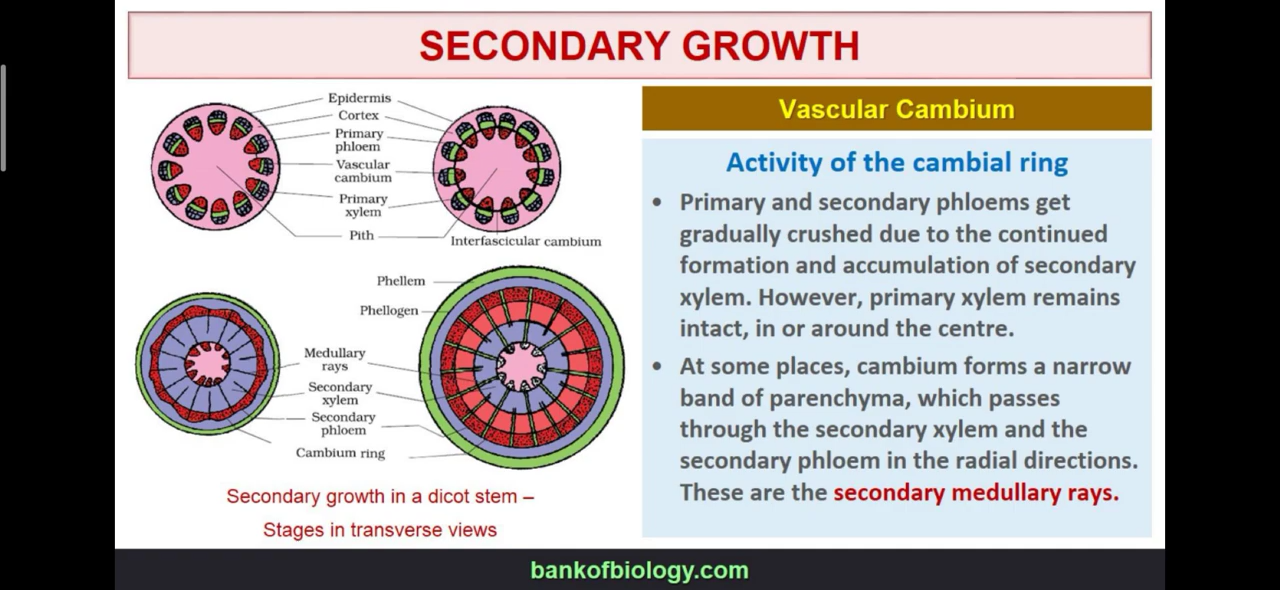 SECONDARY GROWTH
Epidermis
Cortex
Primary
phloem
Vascular
cambium
Primary
xylem
Pith
Interfascicular cambium
Phellem
Phellogen
Medullary
rays
Secondary
xylem
Secondary
phloem
Cambium ring
Secondary growth in a dicot stem –
Stages in transverse views
Vascular Cambium
Activity of the cambial ring
• Primary and secondary phloems get
gradually crushed due to the continued
formation and accumulation of secondary
xylem. However, primary xylem remains
intact, in or around the centre.
• At some places, cambium forms a narrow
band of parenchyma, which passes
through the secondary xylem and the
secondary phloem in the radial directions.
These are the secondary medullary rays.
bankofbiology.com